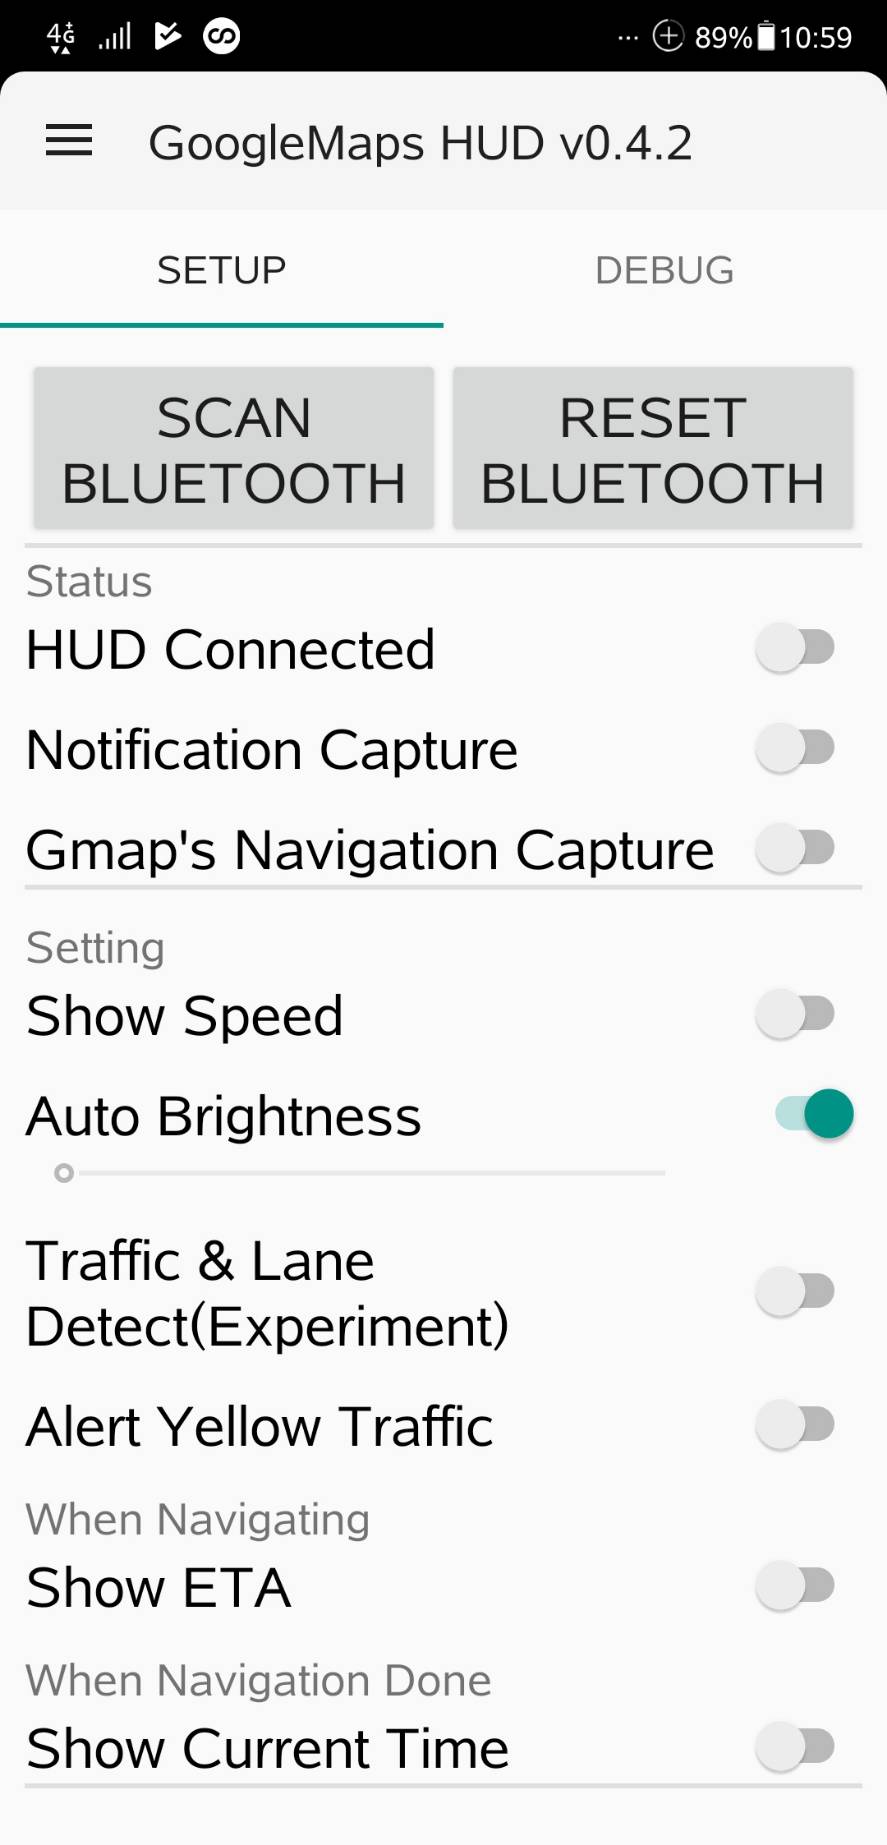 4G 89% 10:59
GoogleMaps HUD v0.4.2
SETUP DEBUG
SCAN
BLUETOOTH
RESET
BLUETOOTH
Status
HUD Connected
Notification Capture
Gmap's Navigation Capture
Setting
Show Speed
Auto Brightness
Traffic & Lane
Detect(Experiment)
Alert Yellow Traffic
When Navigating
Show ETA
When Navigation Done
Show Current Time